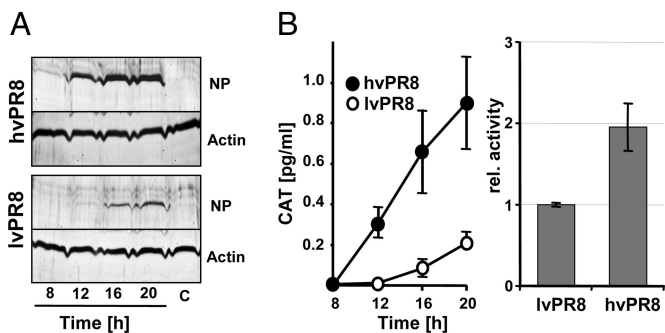 A
hvPR8
NP
Actin
lvPR8
NP
Actin
8 12 16 20 C
Time [h]
B
hvPR8
lvPR8
CAT [pg/ml]
1.0
0.8
0.6
0.4
0.2
8 12 16 20
Time [h]
rel. activity
3
2
1
0
lvPR8 hvPR8